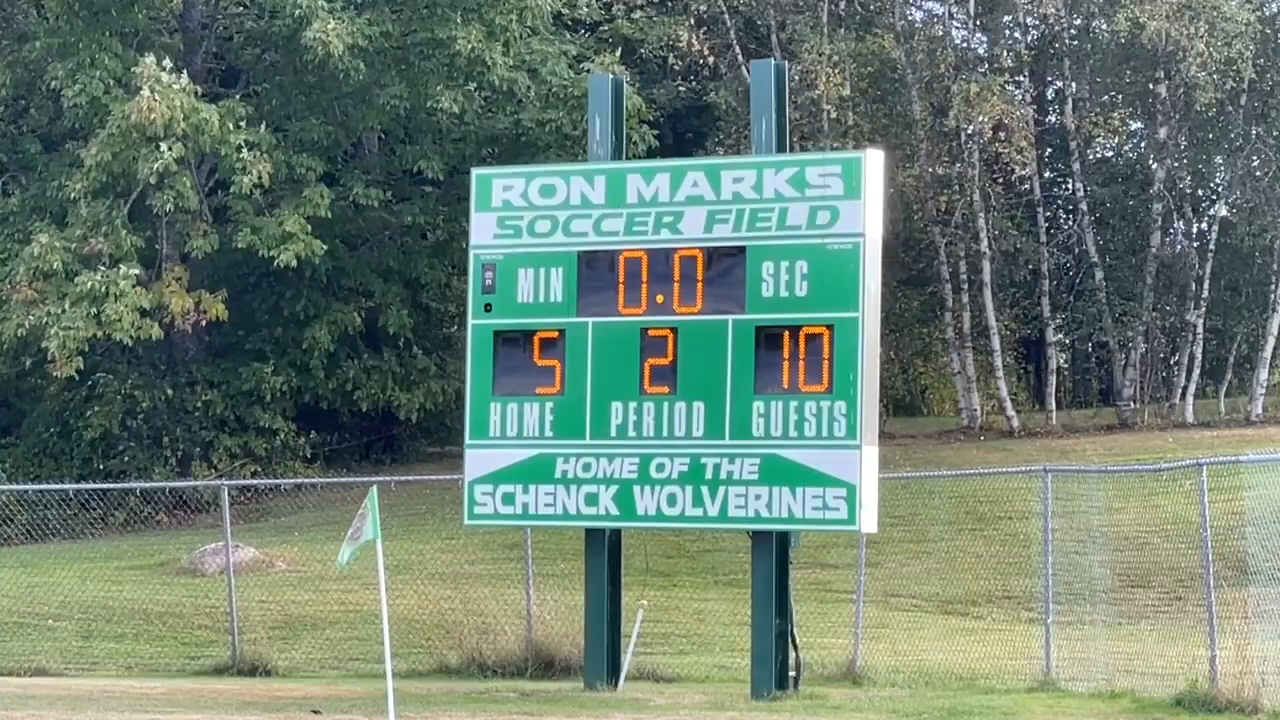 RON MARKS
SOCCER FIELD
MIN 0.0 SEC
5 2 10
HOME PERIOD GUESTS
HOME OF THE
SCHENCK WOLVERINES